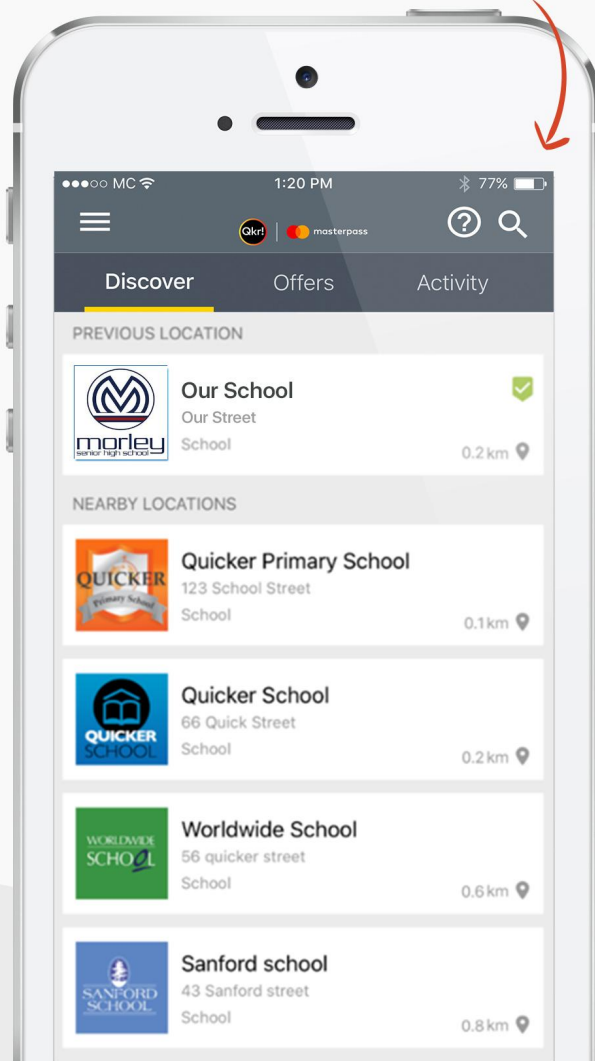 MC
1:20 PM
77%
Qkr!
masterpass
Discover
Offers
Activity
PREVIOUS LOCATION
morley
senior high school
Our School
Our Street
School
0.2 km
NEARBY LOCATIONS
QUICKER
Primary School
Quicker Primary School
123 School Street
School
0.1 km
QUICKER
SCHOOL
Quicker School
66 Quick Street
School
0.2 km
WORLDWIDE
SCHOOL
Worldwide School
56 quicker street
School
0.6 km
SANFORD
SCHOOL
Sanford school
43 Sanford street
School
0.8 km